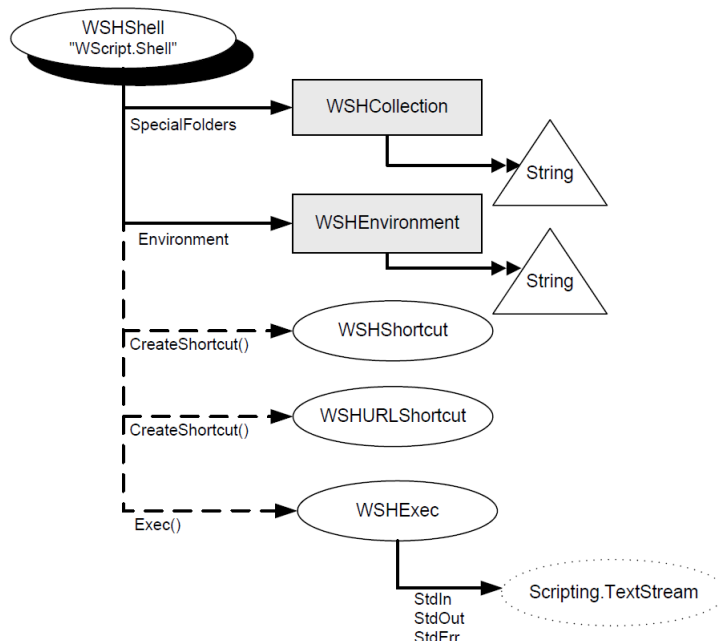 WSHShell
"WScript.Shell"
SpecialFolders
WSHCollection
String
Environment
WSHEnvironment
String
CreateShortcut()
WSHShortcut
CreateShortcut()
WSHURLShortcut
Exec()
WSHExec
StdIn
StdOut
StdErr
Scripting.TextStream